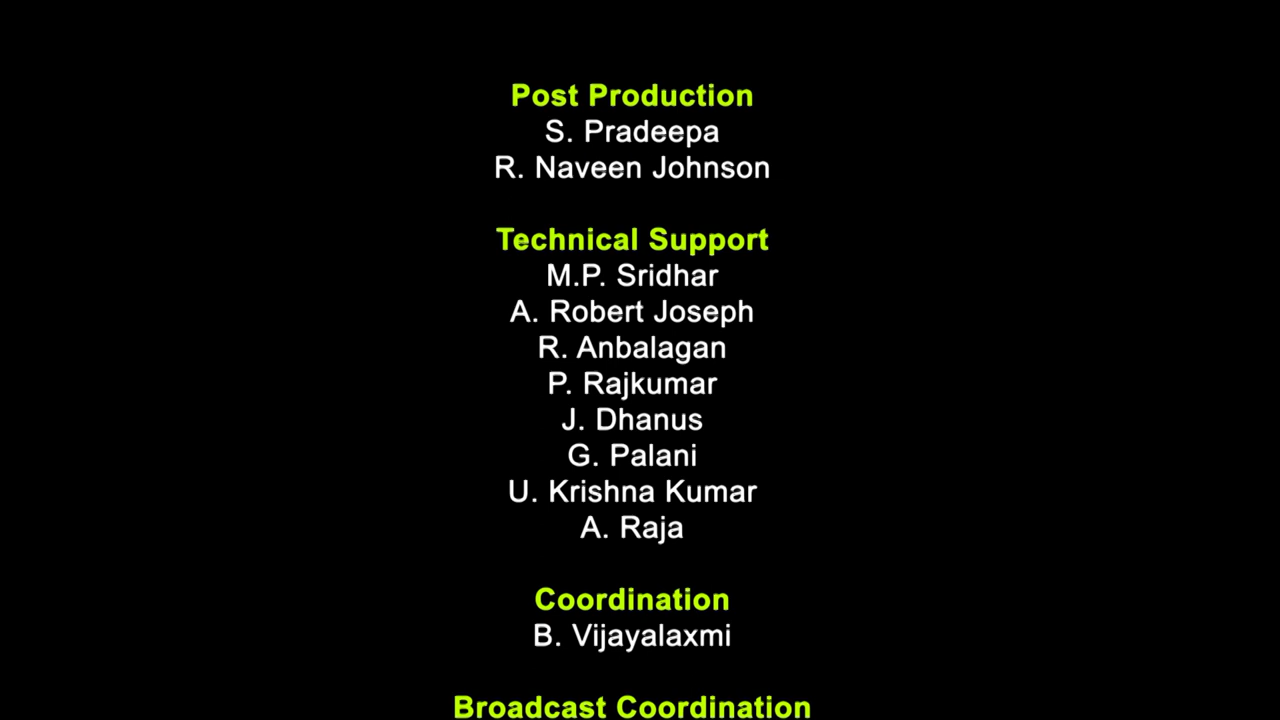 Post Production
S. Pradeepa
R. Naveen Johnson
Technical Support
M.P. Sridhar
A. Robert Joseph
R. Anbalagan
P. Rajkumar
J. Dhanus
G. Palani
U. Krishna Kumar
A. Raja
Coordination
B. Vijayalaxmi
Broadcast Coordination